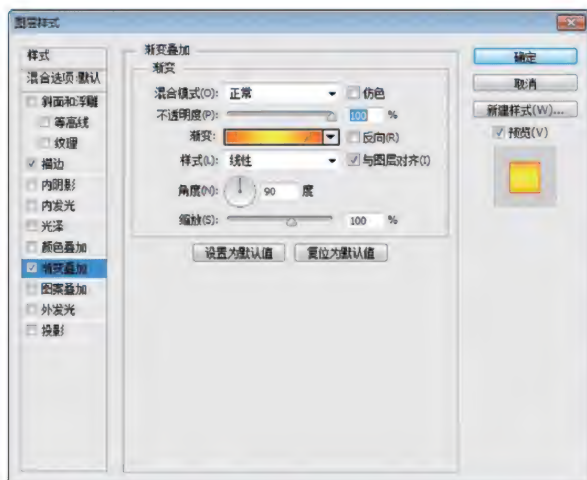 图层样式
样式
混合选项:默认
斜面和浮雕
等高线
纹理
描边
内阴影
内发光
光泽
颜色叠加
渐变叠加
图案叠加
外发光
投影
渐变叠加
渐变
混合模式(O): 正常 仿色
不透明度(P): 100 %
渐变: 反向(R)
样式(L): 线性 与图层对齐(I)
角度(N): 90 度
缩放(S): 100 %
设置为默认值 复位为默认值
确定
取消
新建样式(W)...
预览(V)